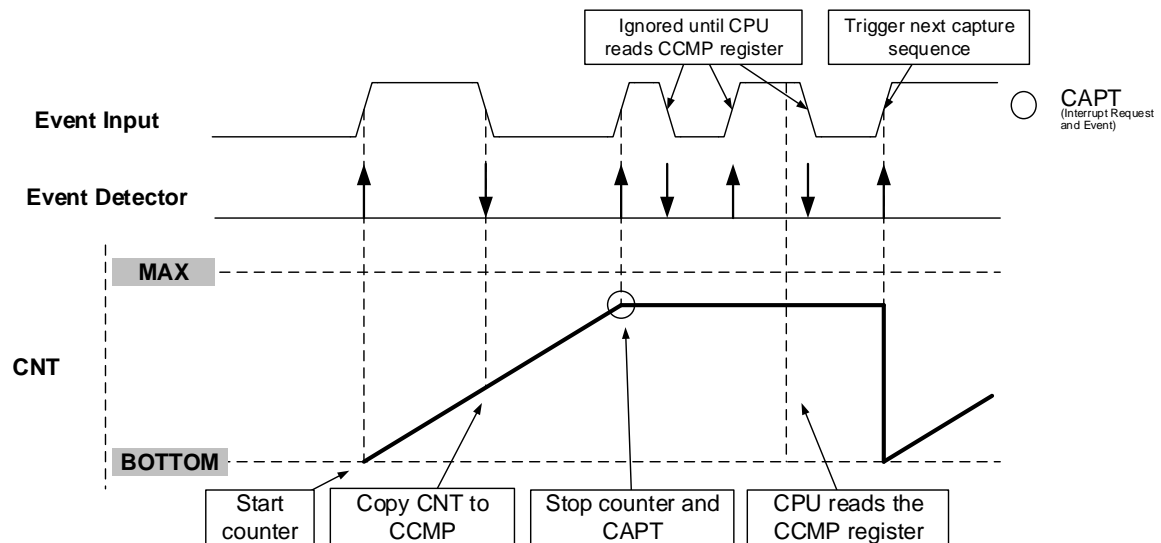 Ignored until CPU
reads CCMP register
Trigger next capture
sequence
Event Input
CAPT
(Interrupt Request
and Event)
Event Detector
MAX
CNT
BOTTOM
Start
counter
Copy CNT to
CCMP
Stop counter and
CAPT
CPU reads the
CCMP register